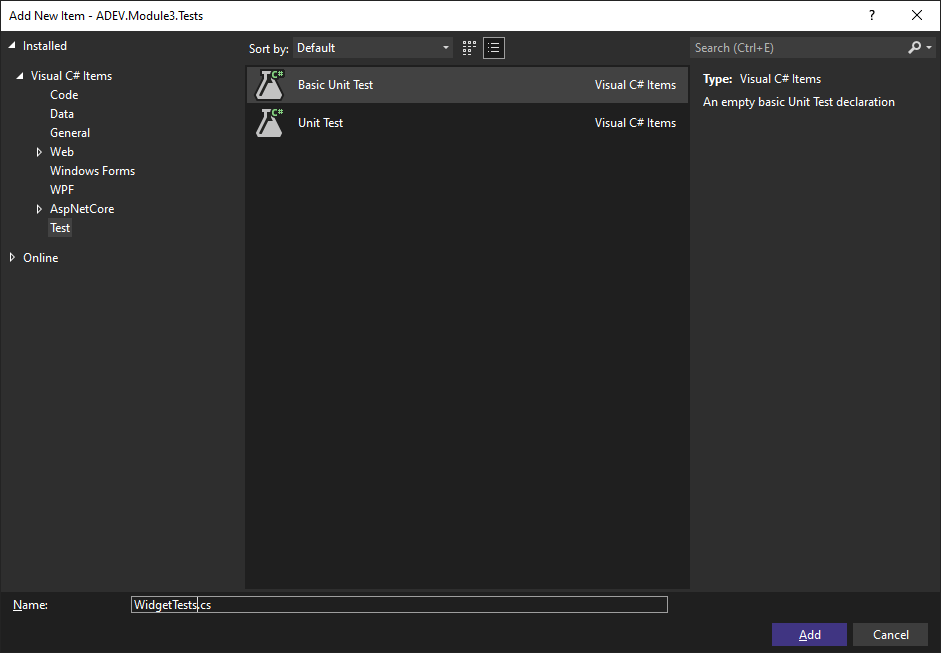 Add New Item - ADEV.Module3.Tests
?
Installed
Visual C# Items
Code
Data
General
Web
Windows Forms
WPF
AspNetCore
Test
Online
Sort by: Default
C# Basic Unit Test Visual C# Items
C# Unit Test Visual C# Items
Search (Ctrl+E)
Type: Visual C# Items
An empty basic Unit Test declaration
Name: WidgetTests.cs
Add Cancel